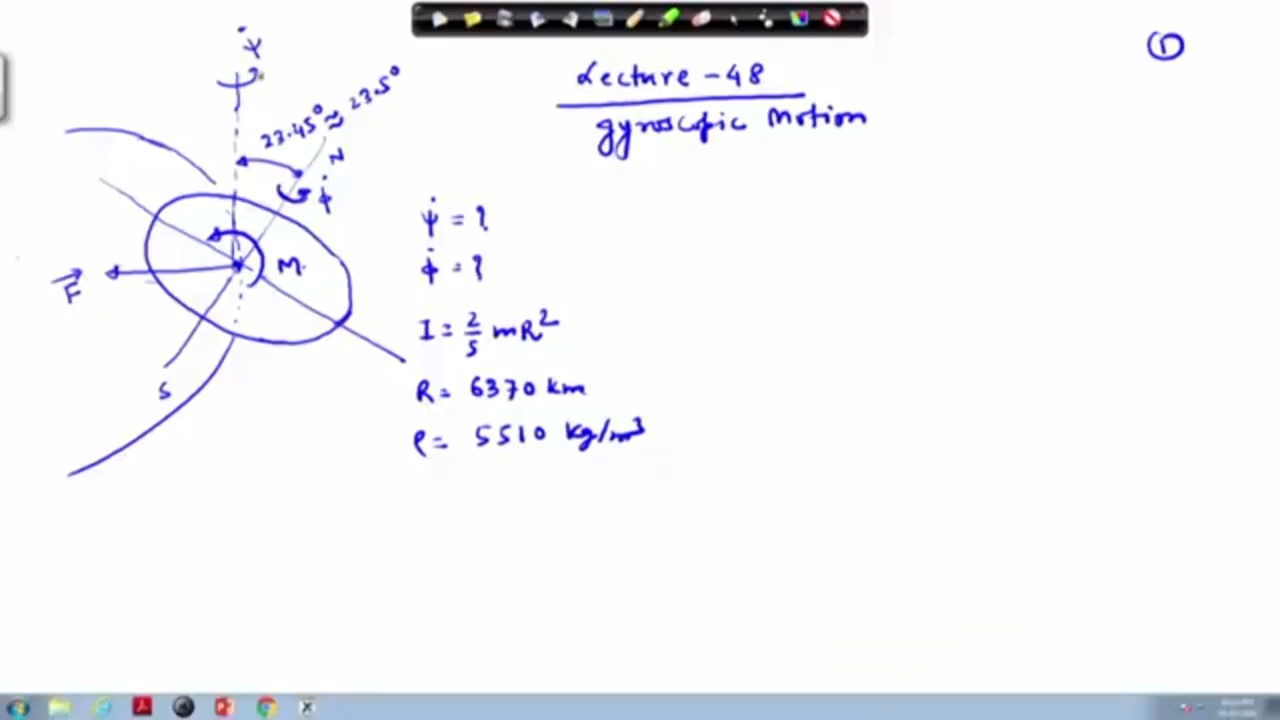 ①
Lecture - 48
gyroscopic Motion
ψ̇
23.45° ≈ 23.5°
N
φ̇
M
F⃗
S
ψ̇ = ?
φ̇ = ?
I = 2/5 mR²
R = 6370 km
ρ = 5510 kg/m³